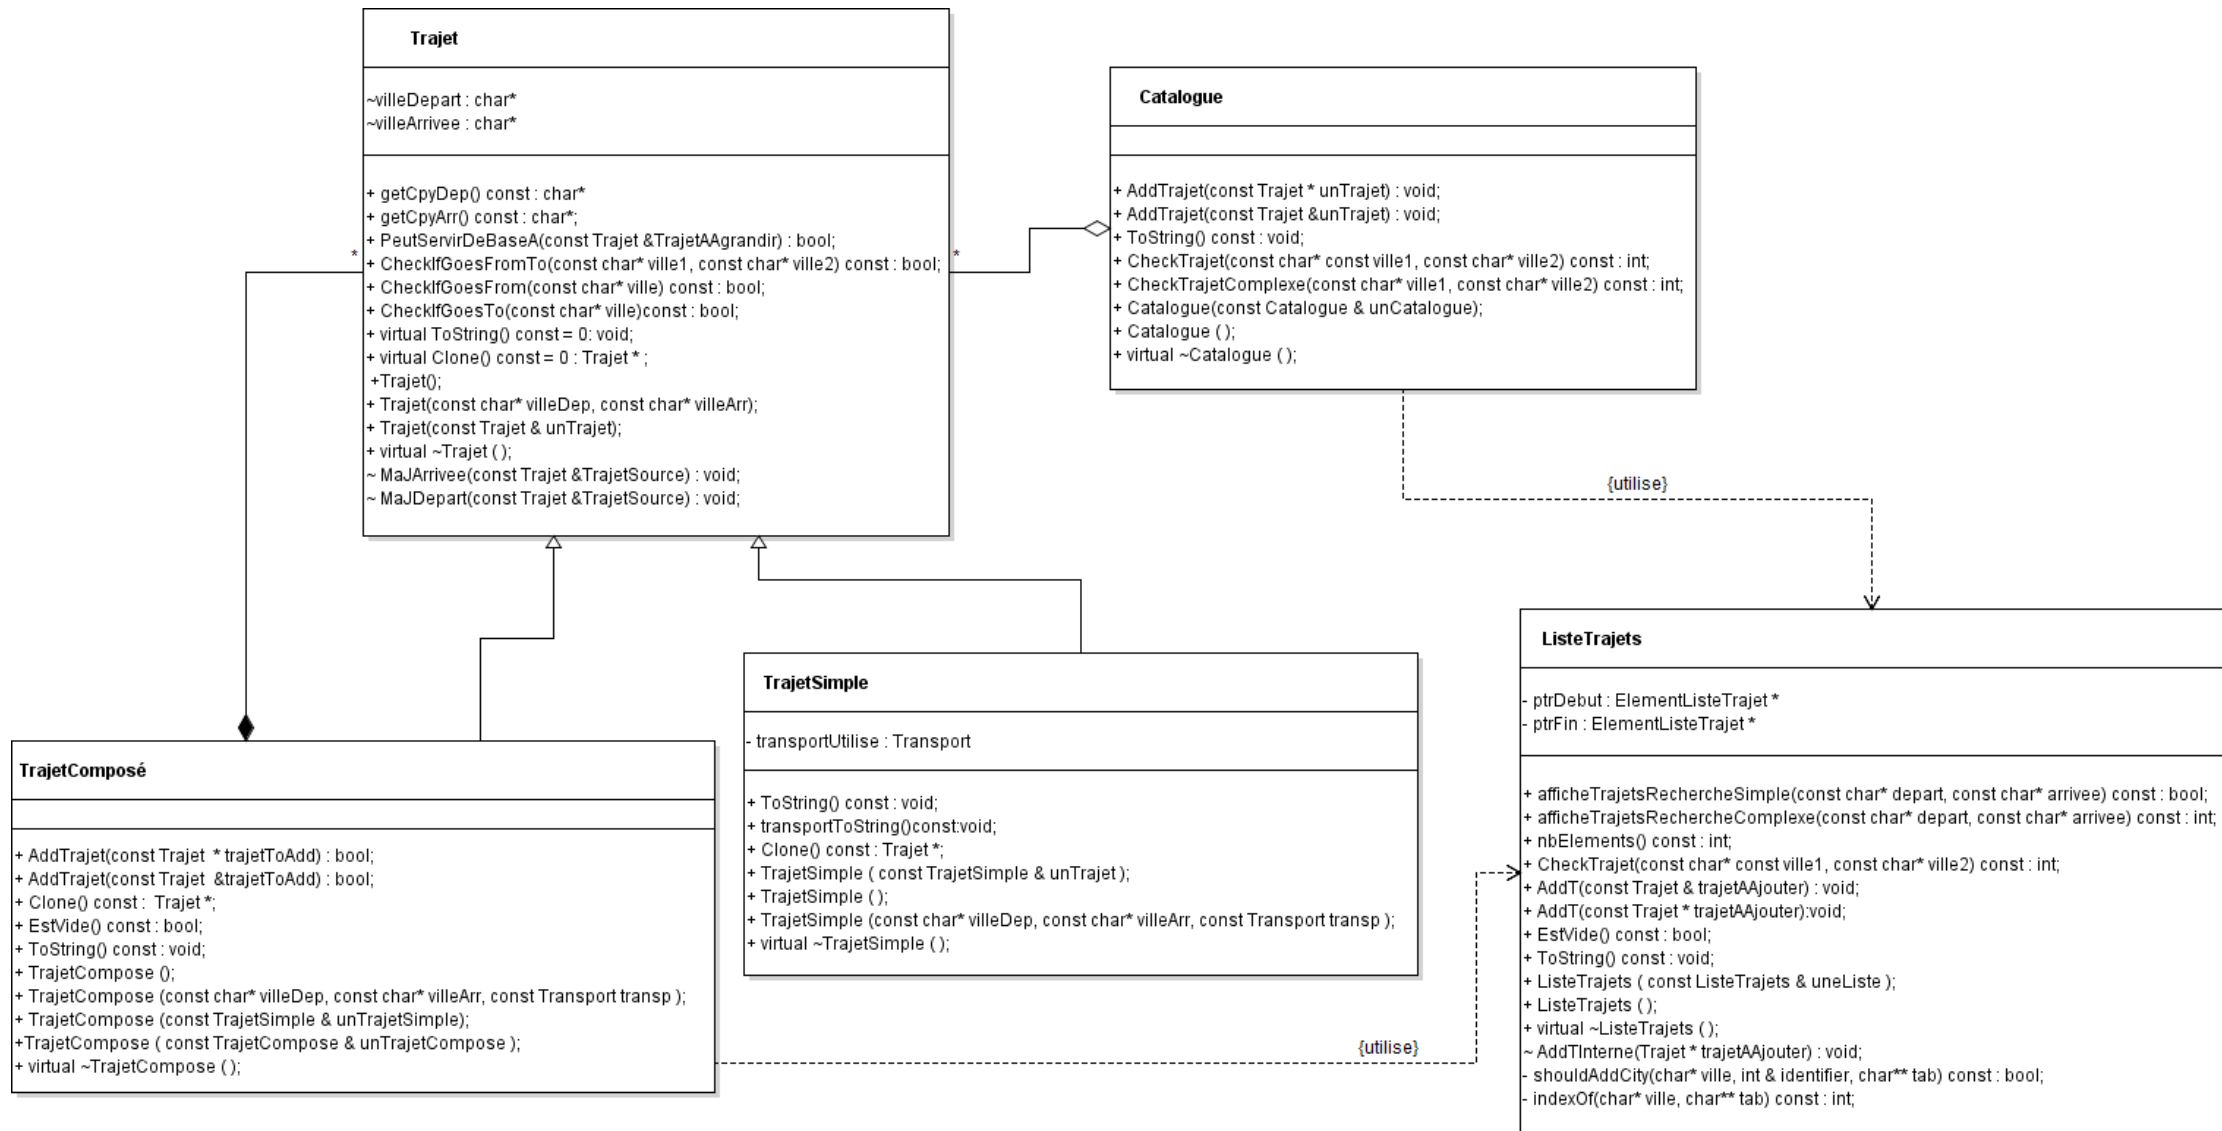 Trajet
~villeDepart : char*
~villeArrivee : char*
+ getCpyDep() const : char*
+ getCpyArr() const : char*;
+ PeutServirDeBaseA(const Trajet &TrajetAAgrandir) : bool;
+ CheckIfGoesFromTo(const char* ville1, const char* ville2) const : bool;
+ CheckIfGoesFrom(const char* ville) const : bool;
+ CheckIfGoesTo(const char* ville)const : bool;
+ virtual ToString() const = 0: void;
+ virtual Clone() const = 0 : Trajet * ;
+Trajet();
+ Trajet(const char* villeDep, const char* villeArr);
+ Trajet(const Trajet & unTrajet);
+ virtual ~Trajet ( );
~ MaJArrivee(const Trajet &TrajetSource) : void;
~ MaJDepart(const Trajet &TrajetSource) : void;
*
*
Catalogue
+ AddTrajet(const Trajet * unTrajet) : void;
+ AddTrajet(const Trajet &unTrajet) : void;
+ ToString() const : void;
+ CheckTrajet(const char* const ville1, const char* ville2) const : int;
+ CheckTrajetComplexe(const char* ville1, const char* ville2) const : int;
+ Catalogue(const Catalogue & unCatalogue);
+ Catalogue ( );
+ virtual ~Catalogue ( );
{utilise}
TrajetComposé
+ AddTrajet(const Trajet * trajetToAdd) : bool;
+ AddTrajet(const Trajet &trajetToAdd) : bool;
+ Clone() const : Trajet *;
+ EstVide() const : bool;
+ ToString() const : void;
+ TrajetCompose ();
+ TrajetCompose (const char* villeDep, const char* villeArr, const Transport transp );
+ TrajetCompose (const TrajetSimple & unTrajetSimple);
+TrajetCompose ( const TrajetCompose & unTrajetCompose );
+ virtual ~TrajetCompose ( );
TrajetSimple
- transportUtilise : Transport
+ ToString() const : void;
+ transportToString()const:void;
+ Clone() const : Trajet *;
+ TrajetSimple ( const TrajetSimple & unTrajet );
+ TrajetSimple ( );
+ TrajetSimple (const char* villeDep, const char* villeArr, const Transport transp );
+ virtual ~TrajetSimple ( );
{utilise}
ListeTrajets
- ptrDebut : ElementListeTrajet *
- ptrFin : ElementListeTrajet *
+ afficheTrajetsRechercheSimple(const char* depart, const char* arrivee) const : bool;
+ afficheTrajetsRechercheComplexe(const char* depart, const char* arrivee) const : int;
+ nbElements() const : int;
+ CheckTrajet(const char* const ville1, const char* ville2) const : int;
+ AddT(const Trajet & trajetAAjouter) : void;
+ AddT(const Trajet * trajetAAjouter):void;
+ EstVide() const : bool;
+ ToString() const : void;
+ ListeTrajets ( const ListeTrajets & uneListe );
+ ListeTrajets ( );
+ virtual ~ListeTrajets ( );
~ AddTInterne(Trajet * trajetAAjouter) : void;
- shouldAddCity(char* ville, int & identifier, char** tab) const : bool;
- indexOf(char* ville, char** tab) const : int;